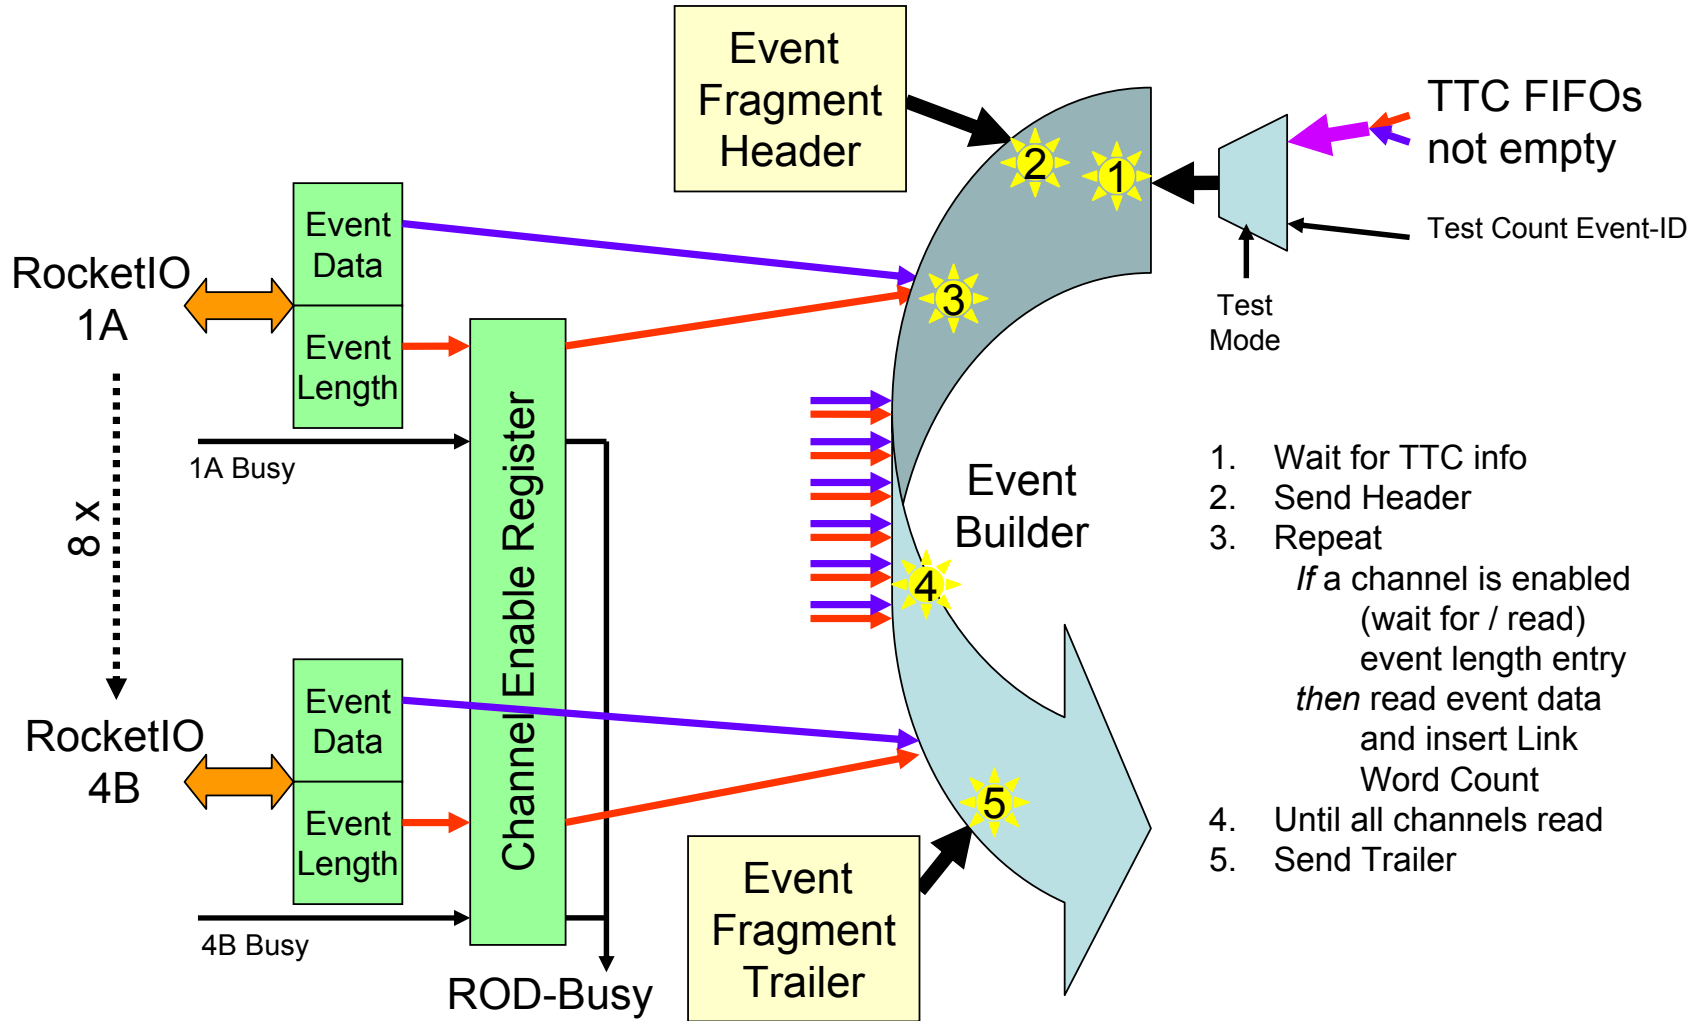 Event
Fragment
Header
2
1
TTC FIFOs
not empty
Test Count Event-ID
Test
Mode
RocketIO
1A
Event
Data
Event
Length
3
1A Busy
8 x
Channel Enable Register
Event
Builder
4
RocketIO
4B
Event
Data
Event
Length
4B Busy
ROD-Busy
5
Event
Fragment
Trailer
1. Wait for TTC info
2. Send Header
3. Repeat
If a channel is enabled
(wait for / read)
event length entry
then read event data
and insert Link
Word Count
4. Until all channels read
5. Send Trailer